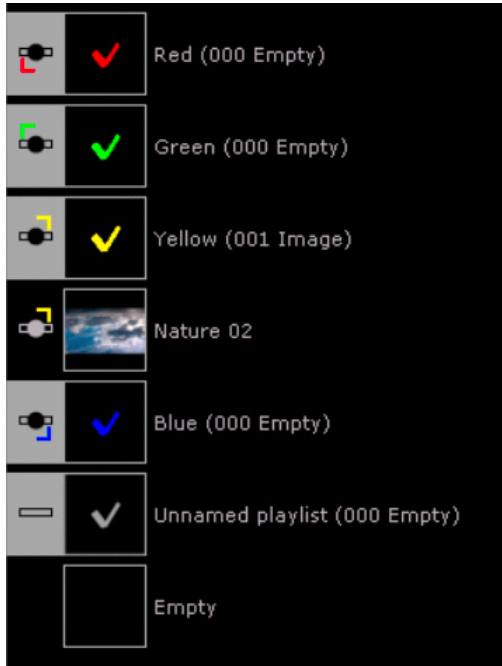 Red (000 Empty)
Green (000 Empty)
Yellow (001 Image)
Nature 02
Blue (000 Empty)
Unnamed playlist (000 Empty)
Empty